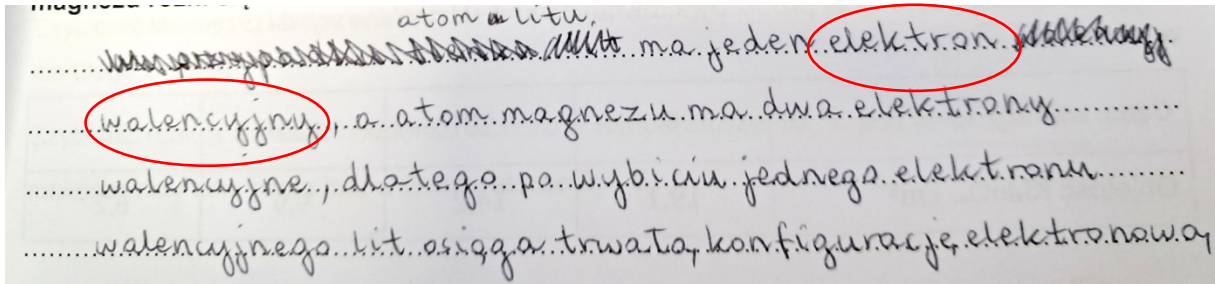 atom litu
ma jeden elektron
walencyjny, a atom magnezu ma dwa elektrony
walencyjne, dlatego po wybiciu jednego elektronu
walencyjnego lit osiąga trwałą konfigurację elektronową